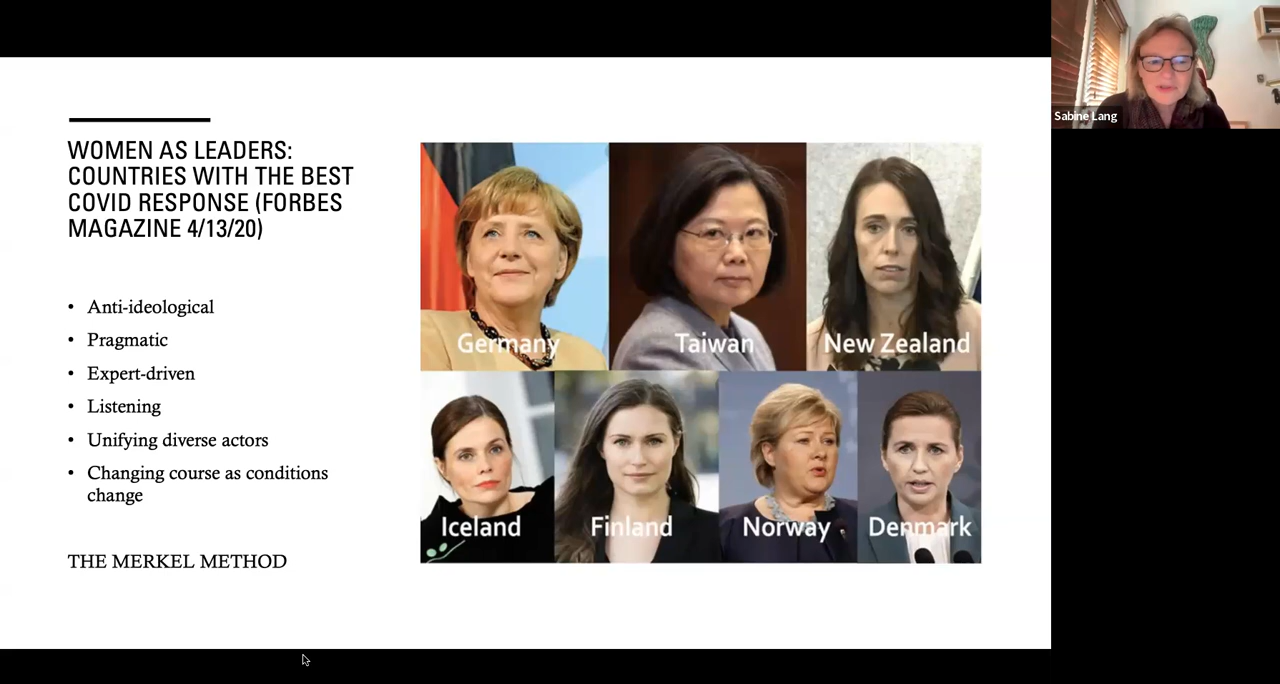 WOMEN AS LEADERS:
COUNTRIES WITH THE BEST
COVID RESPONSE (FORBES
MAGAZINE 4/13/20)
• Anti-ideological
• Pragmatic
• Expert-driven
• Listening
• Unifying diverse actors
• Changing course as conditions
change
THE MERKEL METHOD
Germany
Taiwan
New Zealand
Iceland
Finland
Norway
Denmark
Sabine Lang